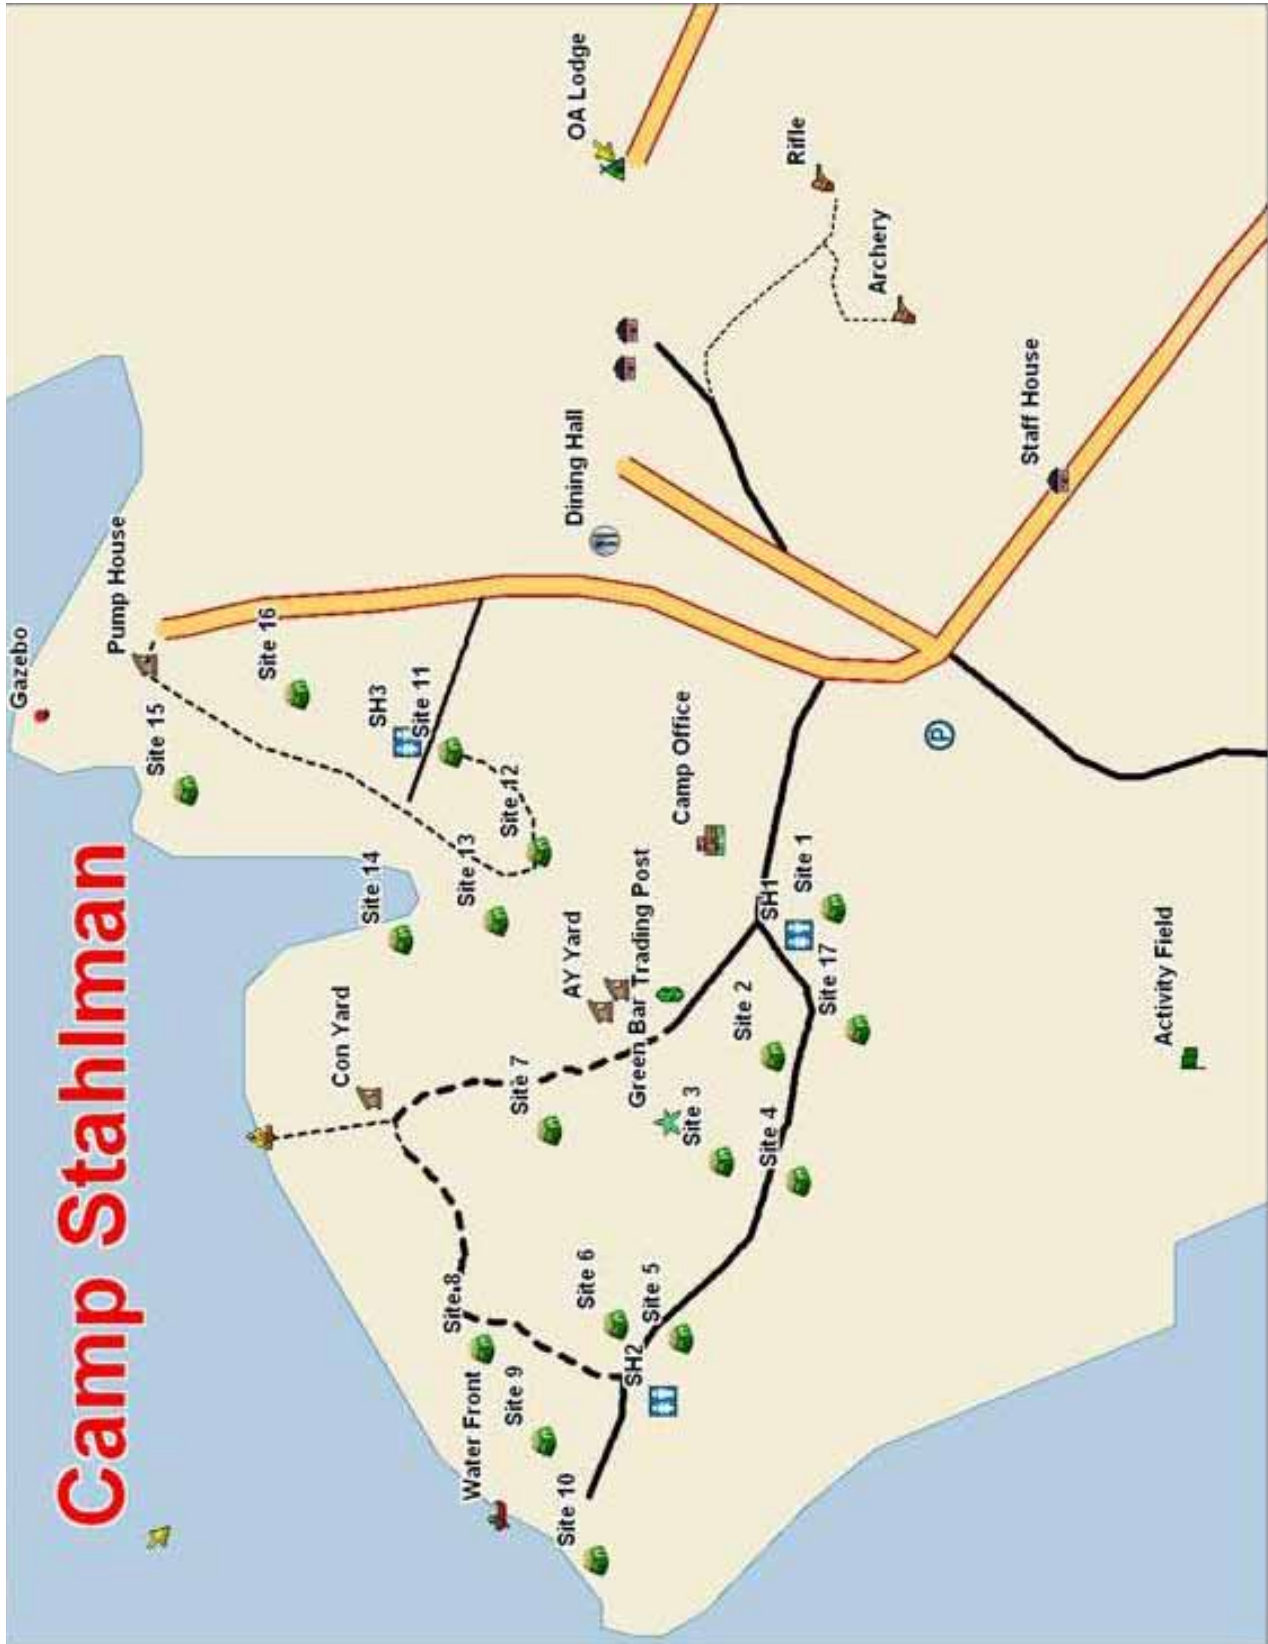 Camp Stahlman
Gazebo
Pump House
Site 15
Site 16
SH3
Site 11
Site 12
Site 13
Site 14
Con Yard
AY Yard
Green Bar Trading Post
Camp Office
Dining Hall
OA Lodge
Rifle
Archery
Staff House
P
SH1
Site 1
Site 17
Site 2
Site 3
Site 4
Site 7
Site 8
Site 6
Site 5
SH2
Water Front
Site 9
Site 10
Activity Field